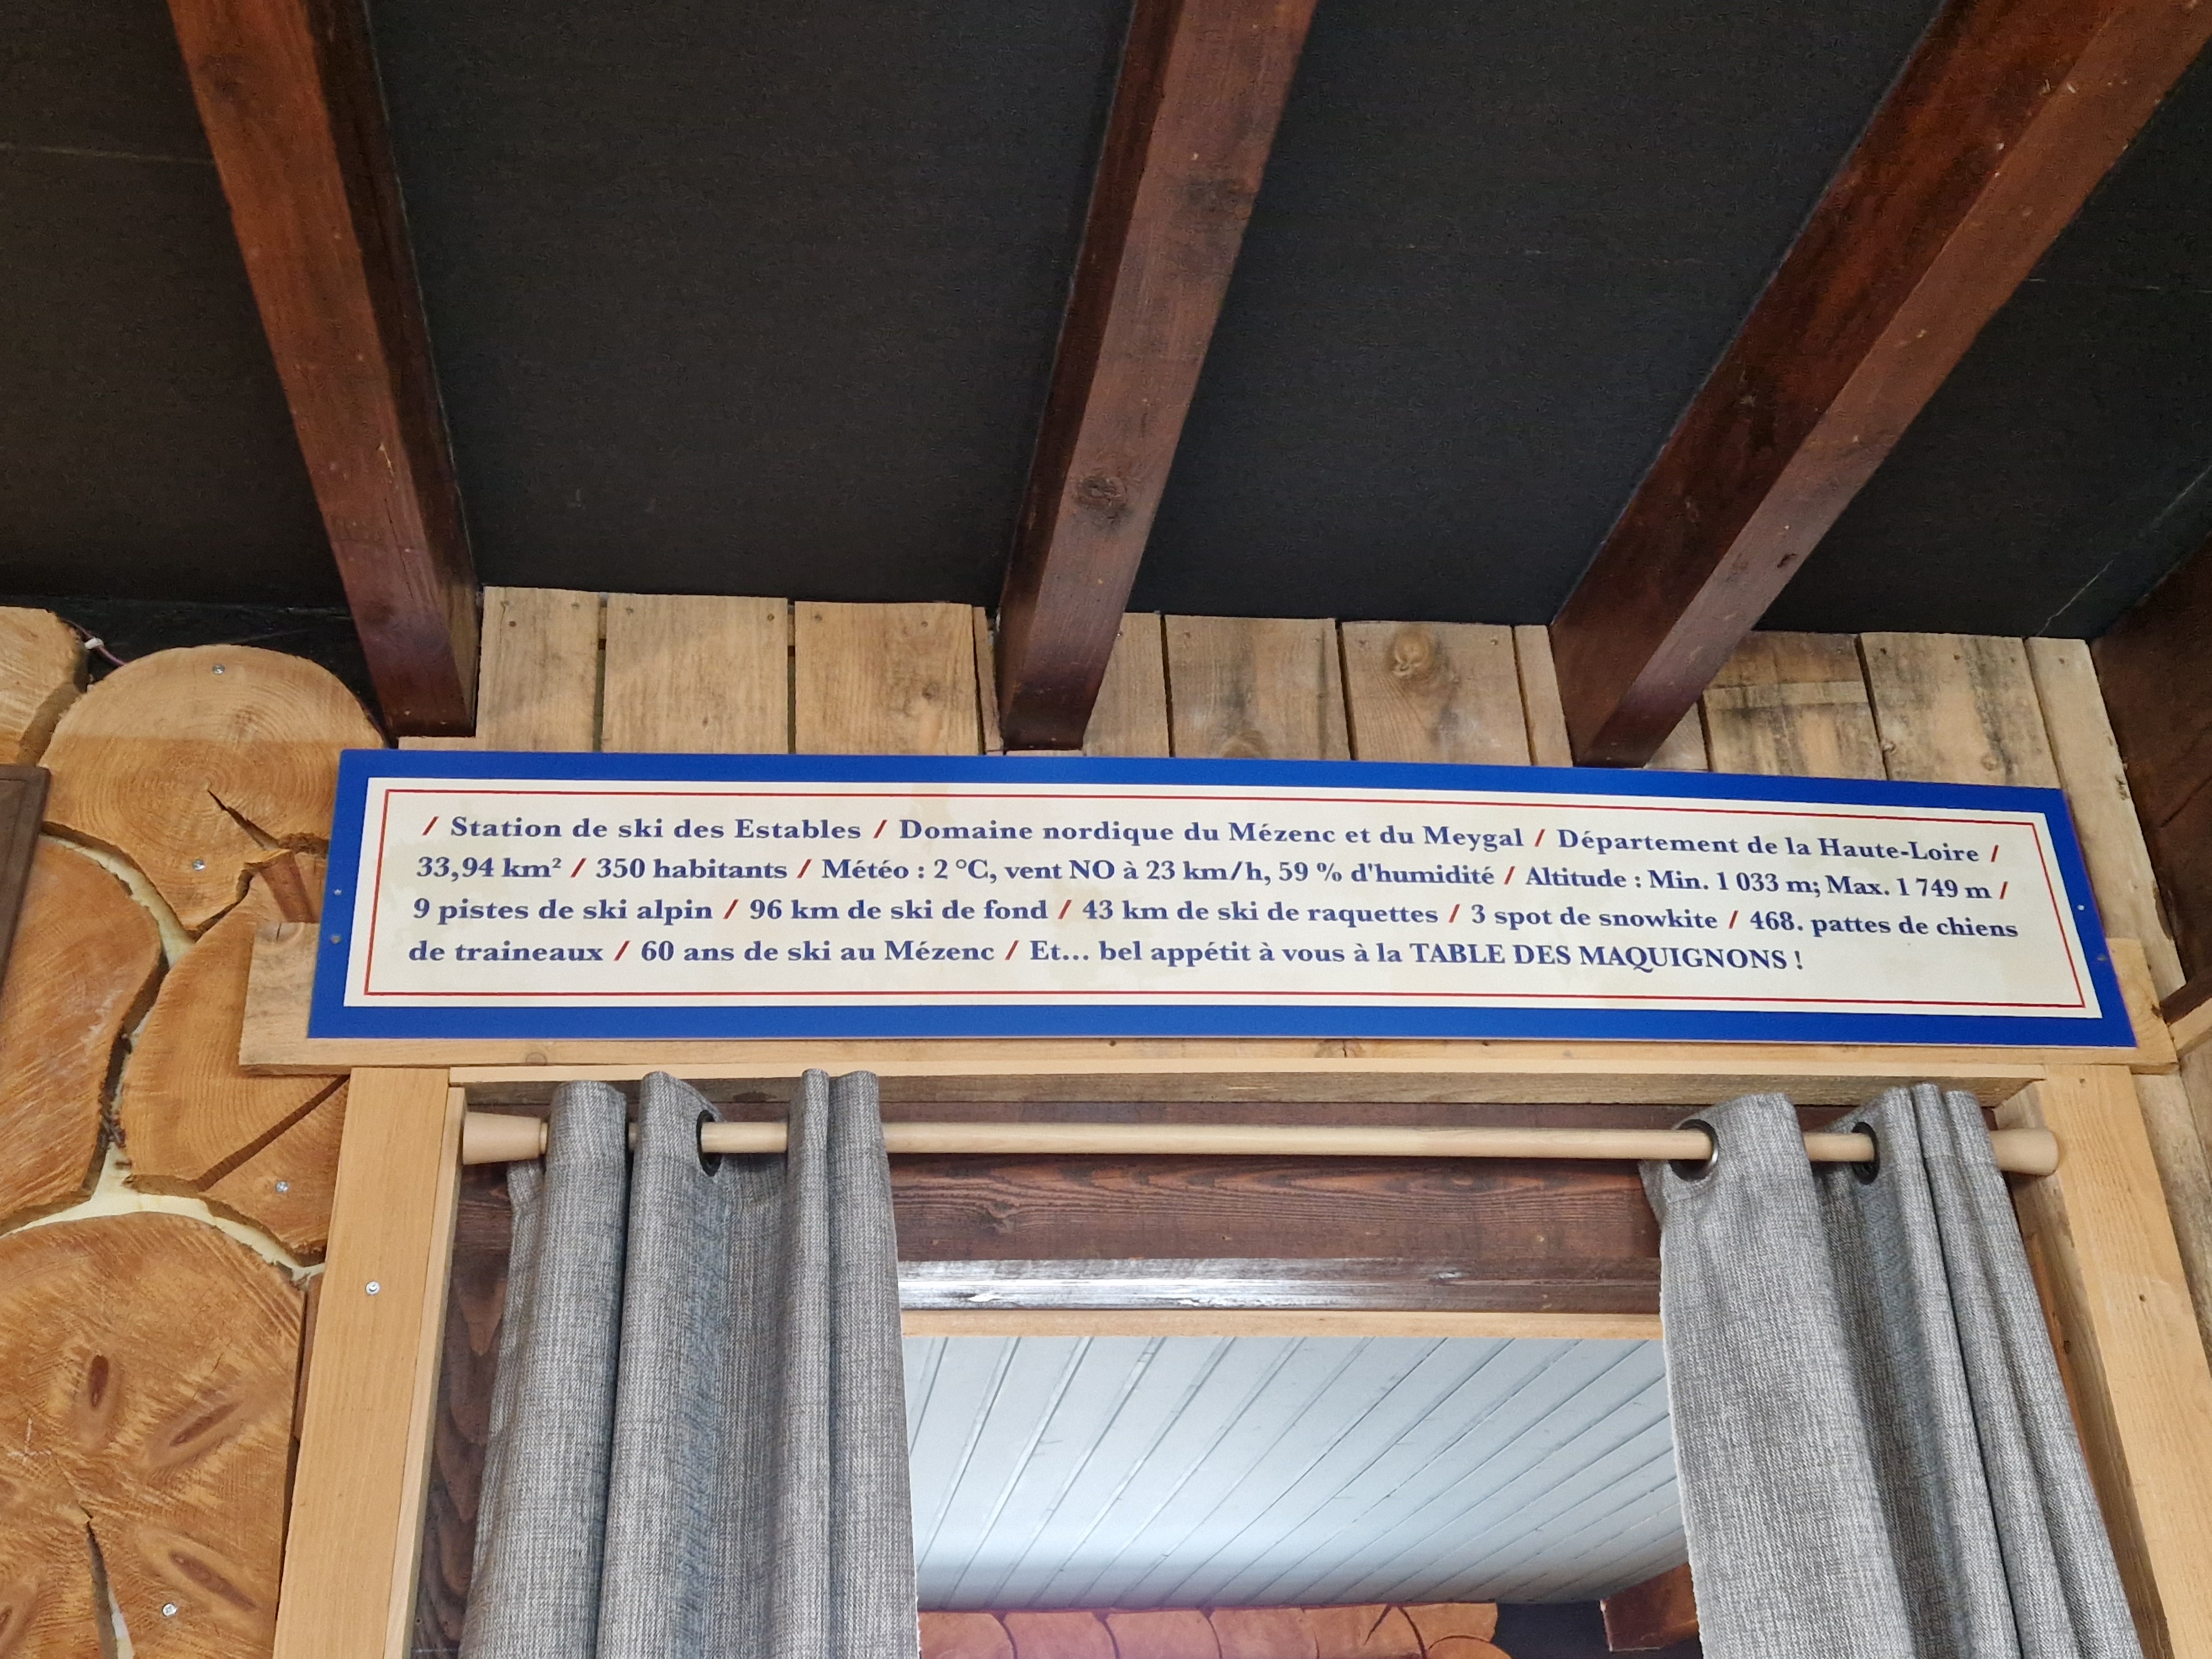 / Station de ski des Estables / Domaine nordique du Mézenc et du Meygal / Département de la Haute-Loire /
33,94 km² / 350 habitants / Météo : 2 °C, vent NO à 23 km/h, 59 % d'humidité / Altitude : Min. 1 033 m; Max. 1 749 m /
9 pistes de ski alpin / 96 km de ski de fond / 43 km de ski de raquettes / 3 spot de snowkite / 468. pattes de chiens
de traineaux / 60 ans de ski au Mézenc / Et... bel appétit à vous à la TABLE DES MAQUIGNONS !